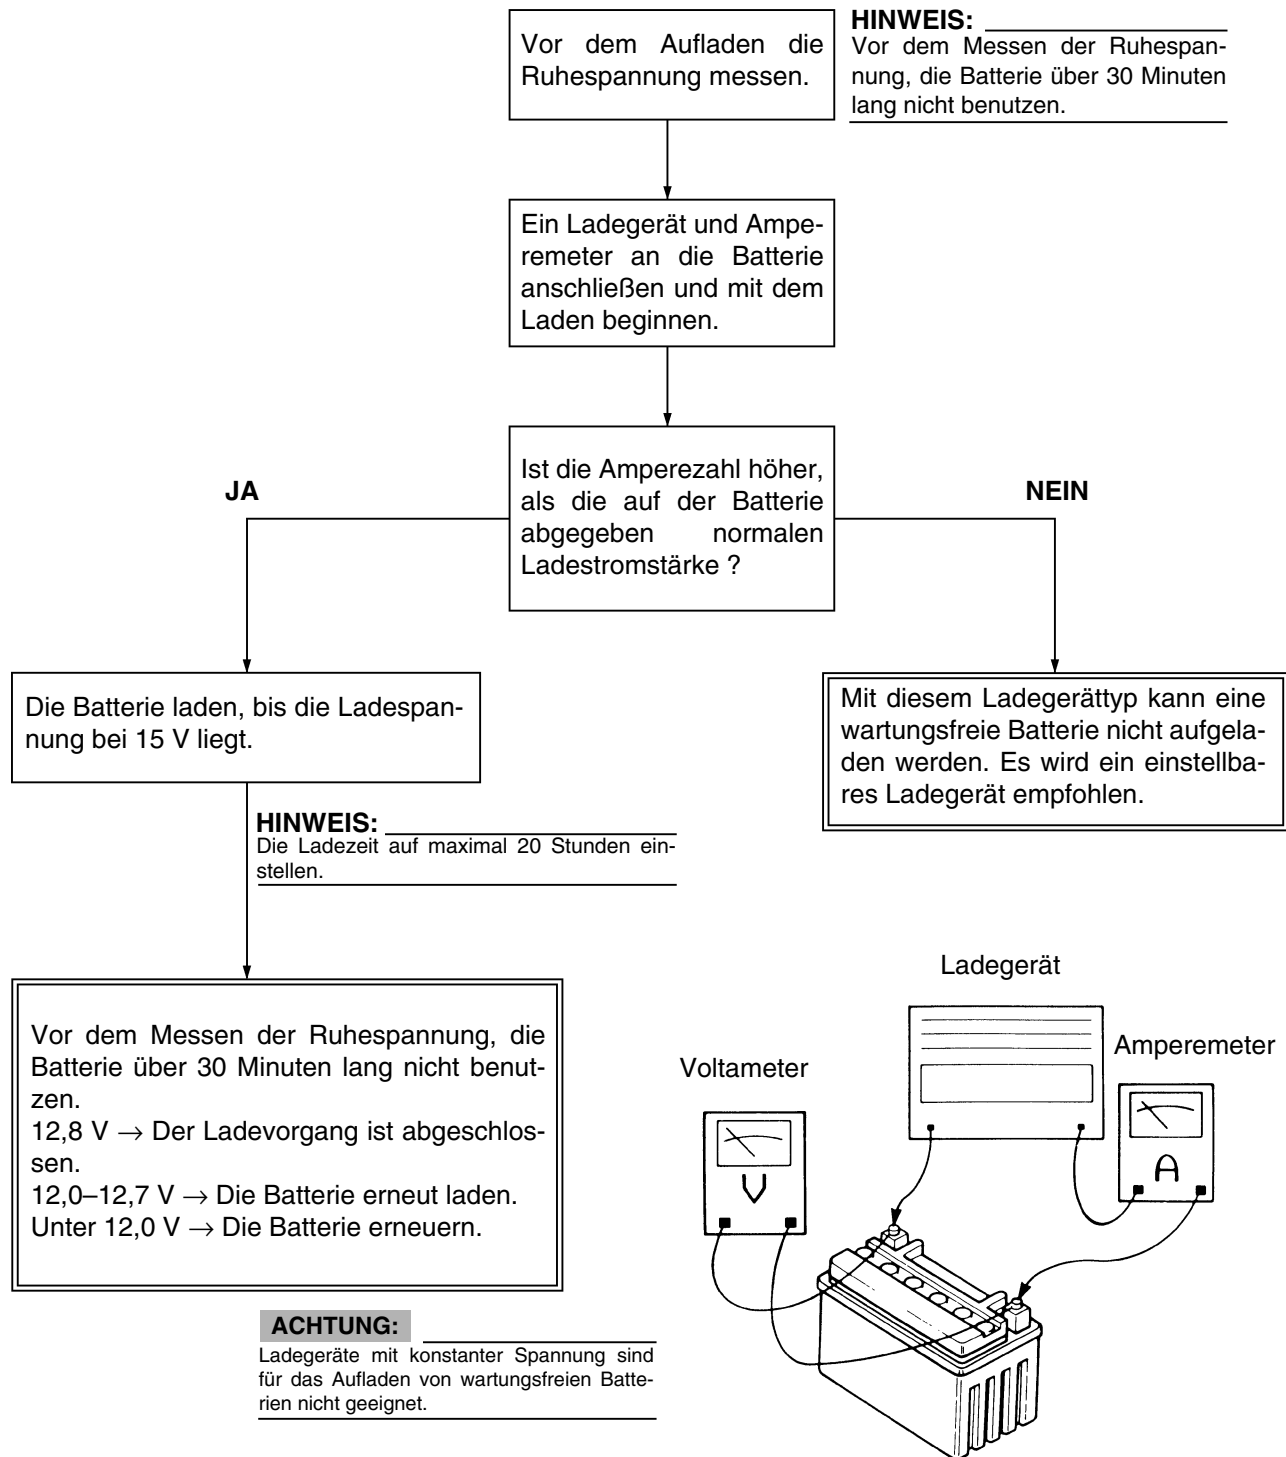 Vor dem Aufladen die
Ruhespannung messen.
HINWEIS:
Vor dem Messen der Ruhespan-
nung, die Batterie über 30 Minuten
lang nicht benutzen.
Ein Ladegerät und Ampe-
remeter an die Batterie
anschließen und mit dem
Laden beginnen.
Ist die Amperezahl höher,
als die auf der Batterie
abgegeben normalen
Ladestromstärke ?
JA
NEIN
Die Batterie laden, bis die Ladespan-
nung bei 15 V liegt.
Mit diesem Ladegerättyp kann eine
wartungsfreie Batterie nicht aufgela-
den werden. Es wird ein einstellba-
res Ladegerät empfohlen.
HINWEIS:
Die Ladezeit auf maximal 20 Stunden ein-
stellen.
Vor dem Messen der Ruhespannung, die
Batterie über 30 Minuten lang nicht benut-
zen.
12,8 V → Der Ladevorgang ist abgeschlos-
sen.
12,0–12,7 V → Die Batterie erneut laden.
Unter 12,0 V → Die Batterie erneuern.
Ladegerät
Amperemeter
Voltameter
V
A
ACHTUNG:
Ladegeräte mit konstanter Spannung sind
für das Aufladen von wartungsfreien Batte-
rien nicht geeignet.